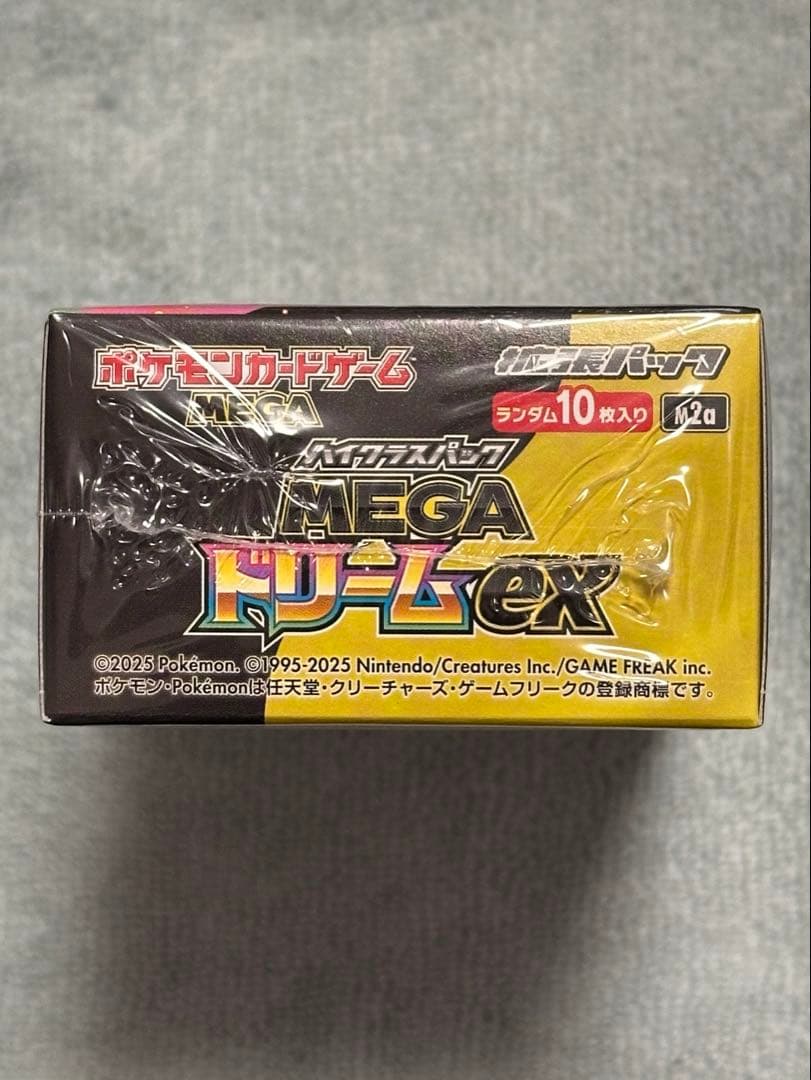 ポケモンカードゲーム
MEGA
拡張パック
ランダム10枚入り M2a
ハイクラスパック
MEGA
ドリームex
©2025 Pokémon. ©1995-2025 Nintendo/Creatures Inc./GAME FREAK inc.
ポケモン・Pokémonは任天堂・クリーチャーズ・ゲームフリークの登録商標です。